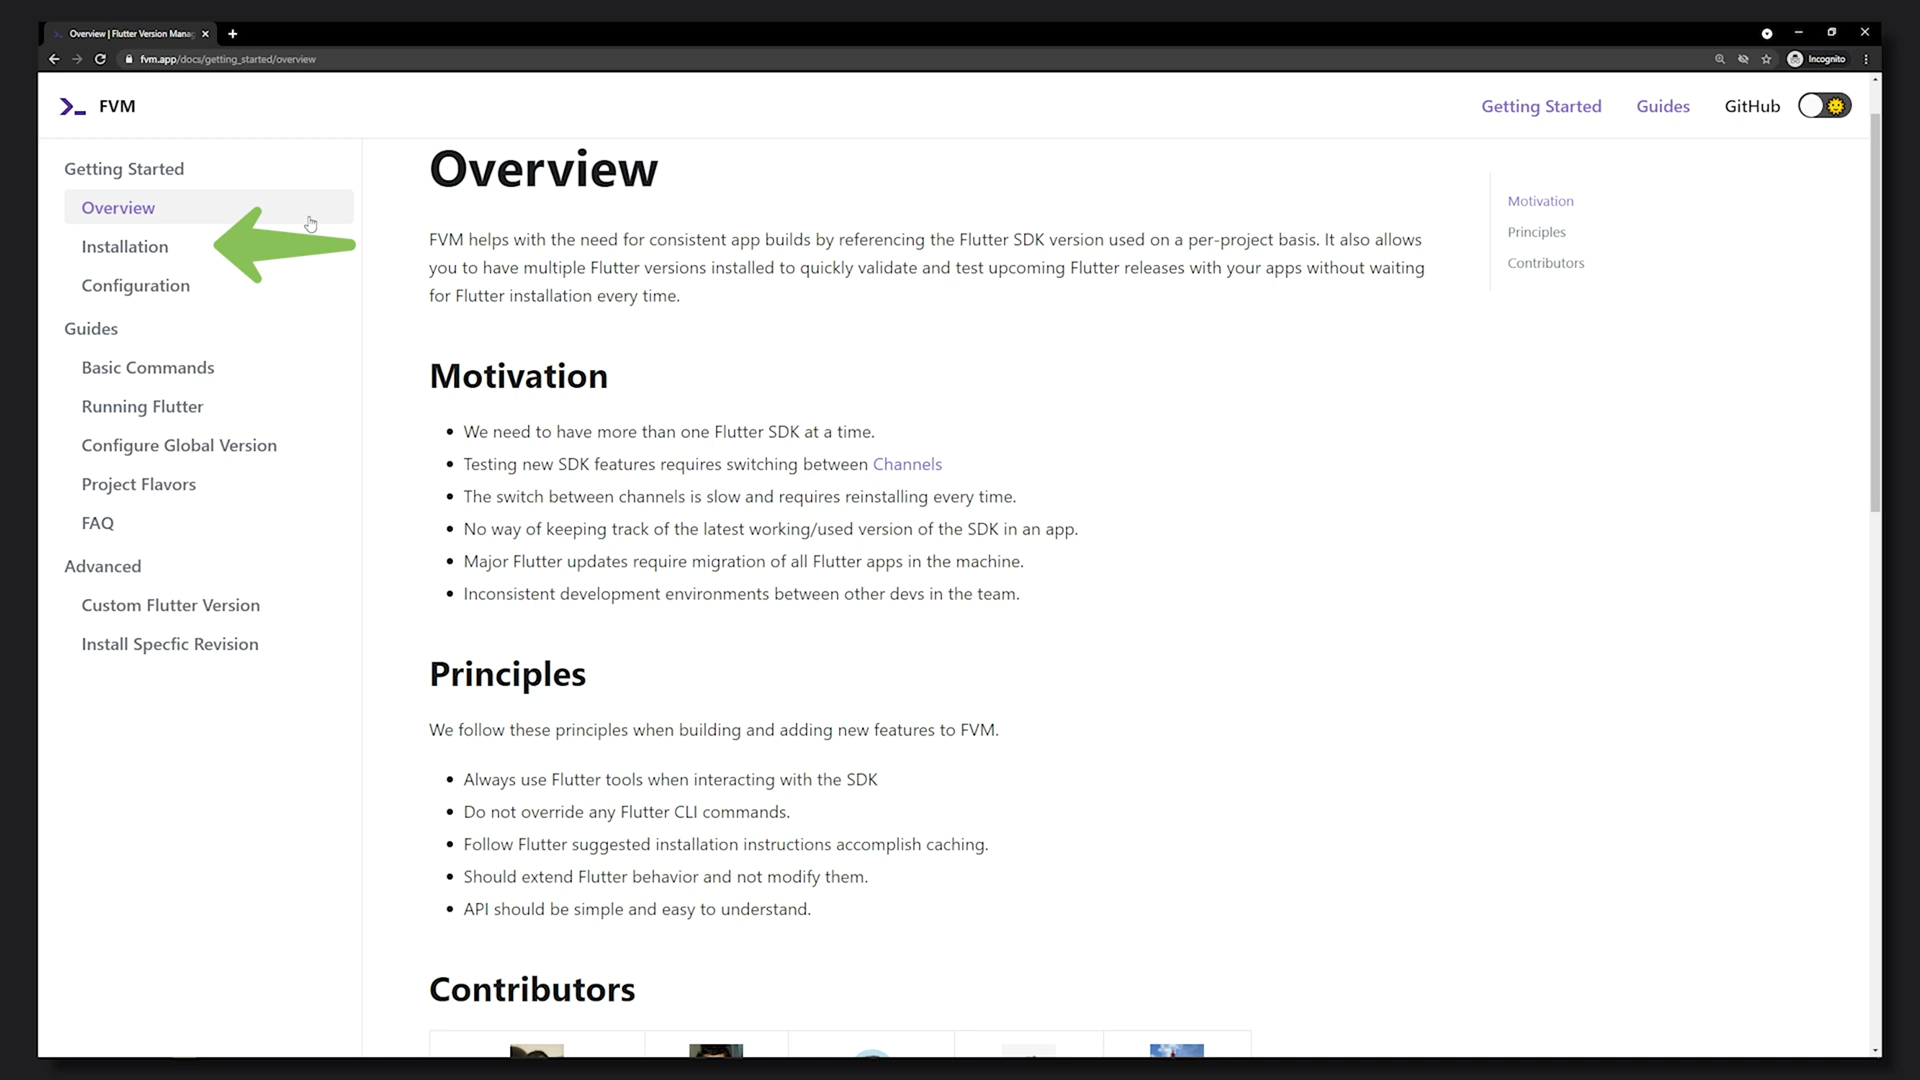 Overview | Flutter Version Mana
fvm.app/docs/getting_started/overview
Incognito
FVM
Getting Started
Guides
GitHub
Getting Started
Overview
Installation
Configuration
Guides
Basic Commands
Running Flutter
Configure Global Version
Project Flavors
FAQ
Advanced
Custom Flutter Version
Install Specfic Revision
Overview
FVM helps with the need for consistent app builds by referencing the Flutter SDK version used on a per-project basis. It also allows
you to have multiple Flutter versions installed to quickly validate and test upcoming Flutter releases with your apps without waiting
for Flutter installation every time.
Motivation
We need to have more than one Flutter SDK at a time.
Testing new SDK features requires switching between Channels
The switch between channels is slow and requires reinstalling every time.
No way of keeping track of the latest working/used version of the SDK in an app.
Major Flutter updates require migration of all Flutter apps in the machine.
Inconsistent development environments between other devs in the team.
Principles
We follow these principles when building and adding new features to FVM.
Always use Flutter tools when interacting with the SDK
Do not override any Flutter CLI commands.
Follow Flutter suggested installation instructions accomplish caching.
Should extend Flutter behavior and not modify them.
API should be simple and easy to understand.
Contributors
Motivation
Principles
Contributors